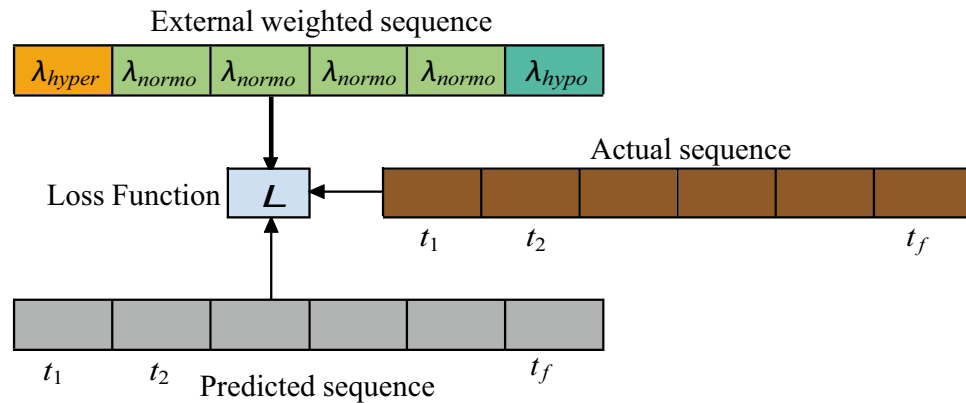 External weighted sequence
λhyper λnormo λnormo λnormo λnormo λhypo
Actual sequence
Loss Function L
t1 t2 tf
t1 t2 tf
Predicted sequence